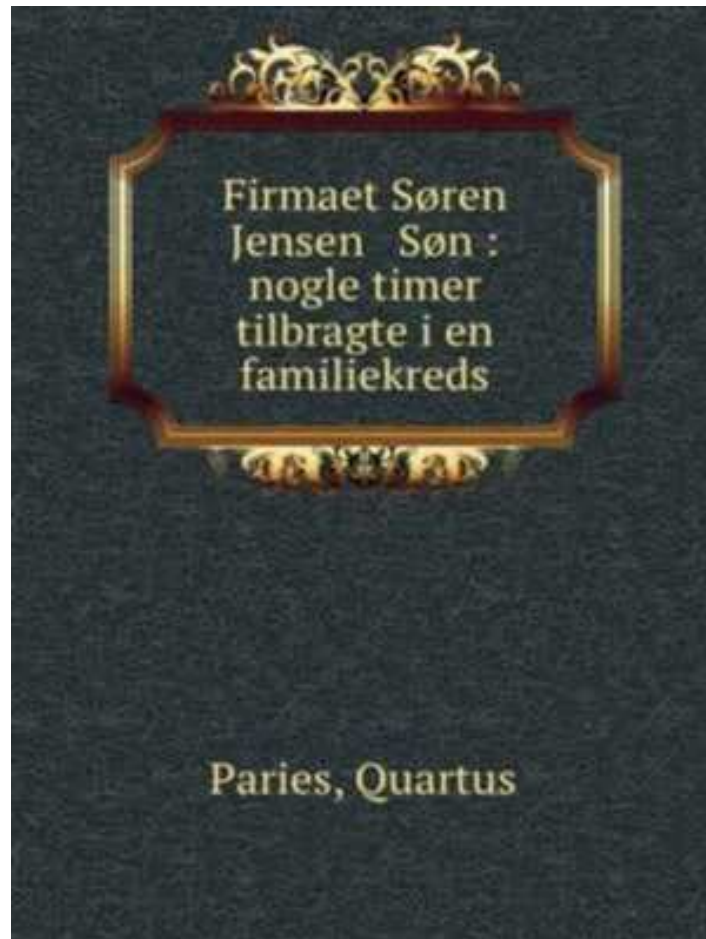 Firmaet Søren
Jensen Søn :
nogle timer
tilbragte i en
familiekreds
Paries, Quartus